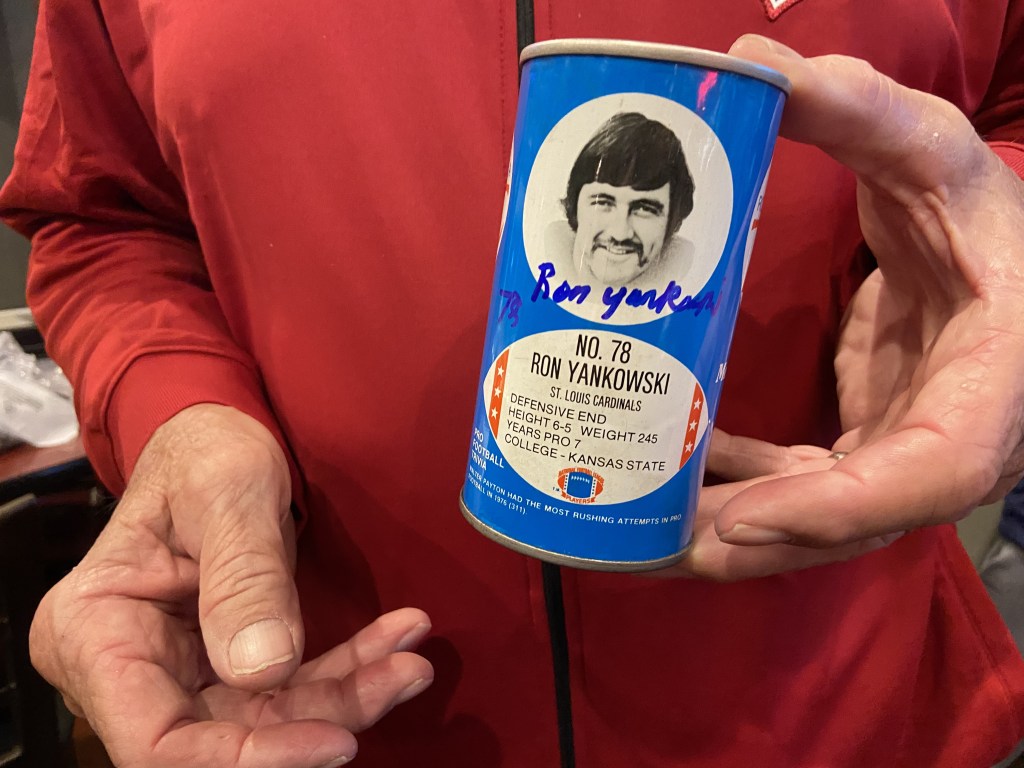 78
Ron Yankowski
NO. 78
RON YANKOWSKI
ST. LOUIS CARDINALS
DEFENSIVE END
HEIGHT 6-5 WEIGHT 245
YEARS PRO 7
COLLEGE - KANSAS STATE
PRO
FOOTBALL
TRIVIA
PLAYERS
WALTER PAYTON HAD THE MOST RUSHING ATTEMPTS IN PRO
FOOTBALL IN 1976 (311).